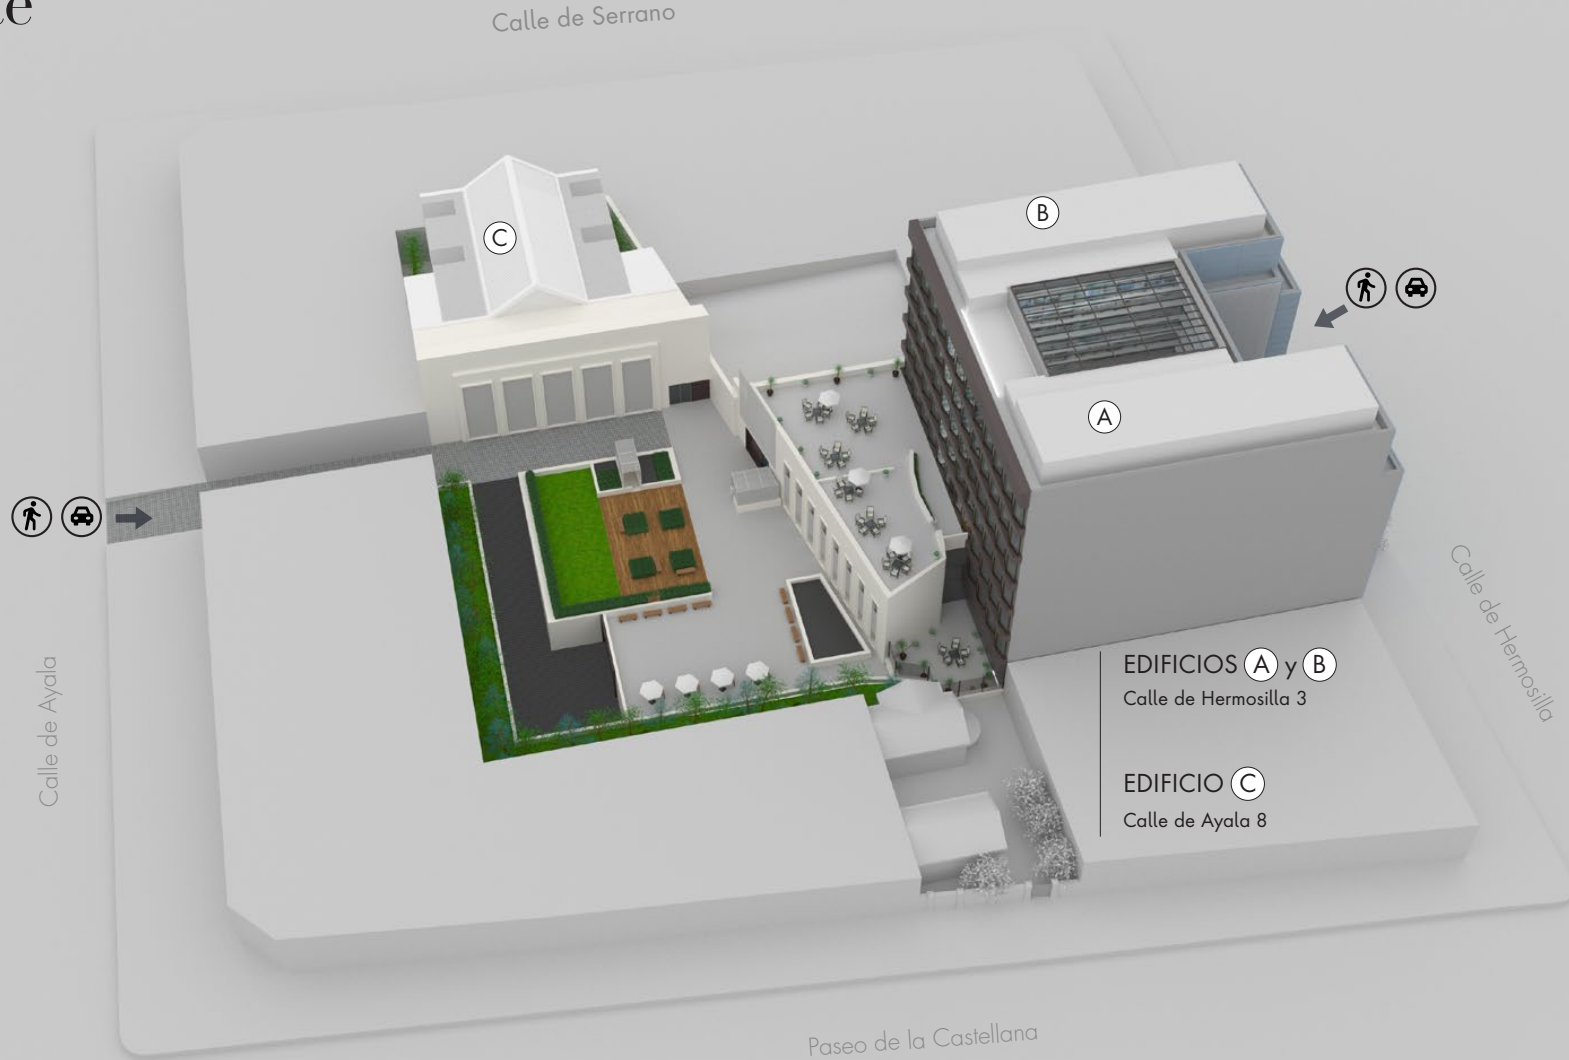 Calle de Serrano
B
C
A
Calle de Hermosilla
EDIFICIOS A y B
Calle de Hermosilla 3
EDIFICIO C
Calle de Ayala 8
Calle de Ayala
Paseo de la Castellana